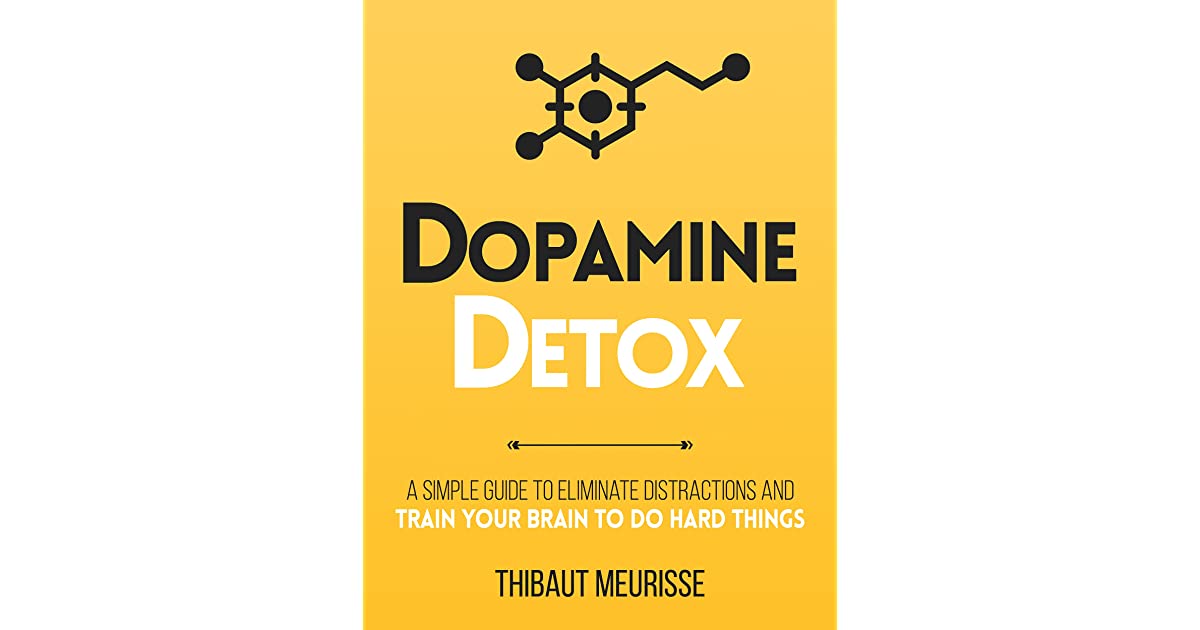 DOPAMINE
DETOX
A SIMPLE GUIDE TO ELIMINATE DISTRACTIONS AND
TRAIN YOUR BRAIN TO DO HARD THINGS
THIBAUT MEURISSE